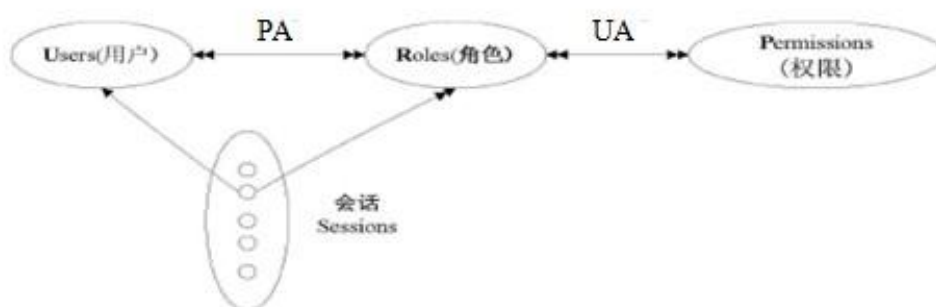 PA
UA
Users(用户)
Roles(角色)
Permissions
(权限)
会话
Sessions